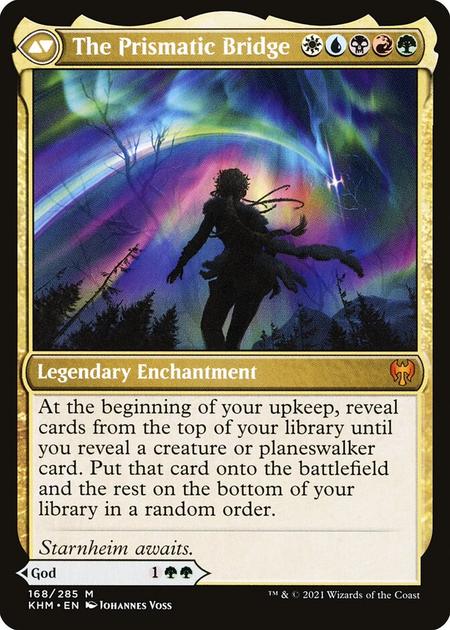 The Prismatic Bridge
Legendary Enchantment
At the beginning of your upkeep, reveal
cards from the top of your library until
you reveal a creature or planeswalker
card. Put that card onto the battlefield
and the rest on the bottom of your
library in a random order.
Starnheim awaits.
God 1
168/285 M
KHM • EN Johannes Voss
™ & © 2021 Wizards of the Coast